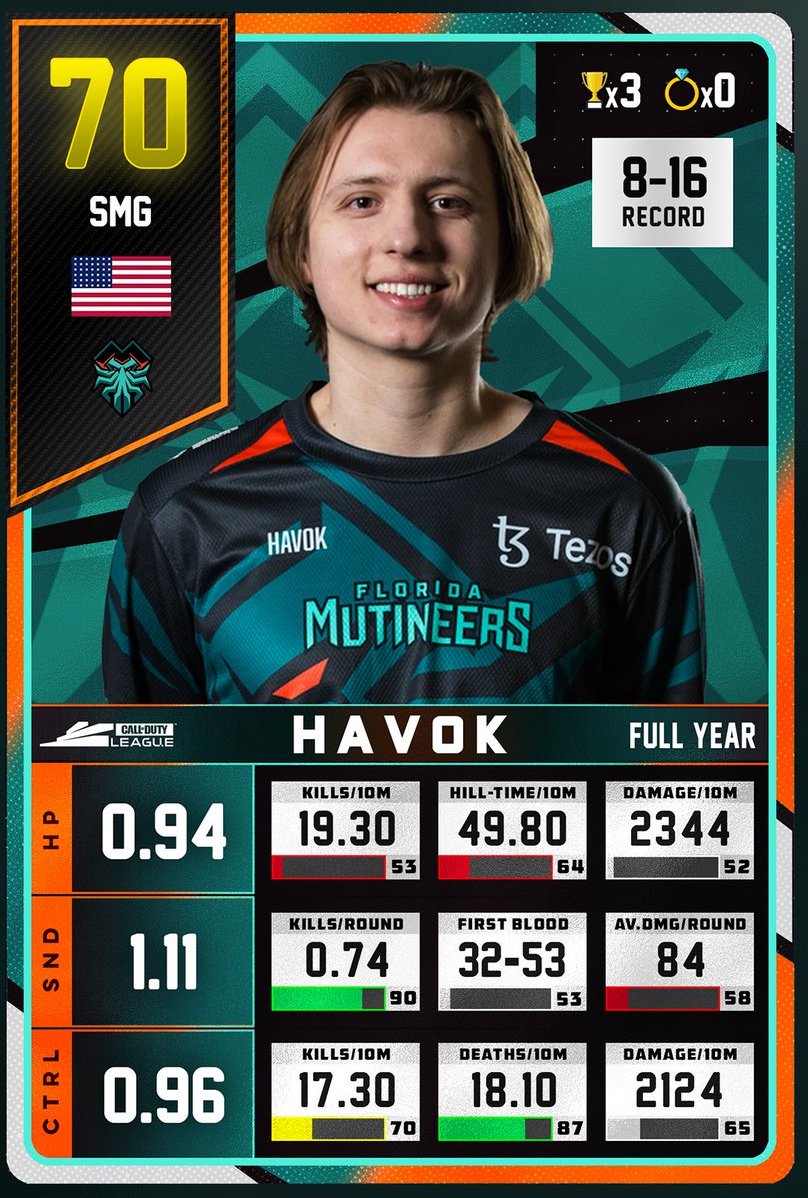 70
SMG
x3
x0
8-16
RECORD
HAVOK
Tezos
FLORIDA
MUTINEERS
CALL OF DUTY
LEAGUE
HAVOK
FULL YEAR
HP
0.94
KILLS/10M
19.30
53
HILL-TIME/10M
49.80
64
DAMAGE/10M
2344
52
SND
1.11
KILLS/ROUND
0.74
90
FIRST BLOOD
32-53
53
AV.DMG/ROUND
84
58
CTRL
0.96
KILLS/10M
17.30
70
DEATHS/10M
18.10
87
DAMAGE/10M
2124
65